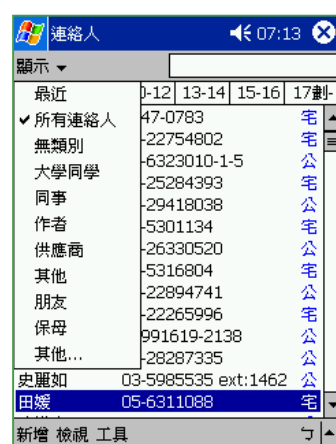 連絡人 07:13
顯示
0-12 13-14 15-16 17劃-
最近
✓所有連絡人 47-0783 宅
無類別 -22754802 宅
大學同學 -6323010-1-5 公
-25284393 宅
同事 -29418038 公
作者 -5301134 宅
供應商 -26330520 公
其他 -5316804 宅
朋友 -22894741 公
-22265996 宅
保母 991619-2138 公
其他... -28287335 公
史麗如 03-5985535 ext:1462 公
田媛 05-6311088 宅
新增 檢視 工具 ㄅ